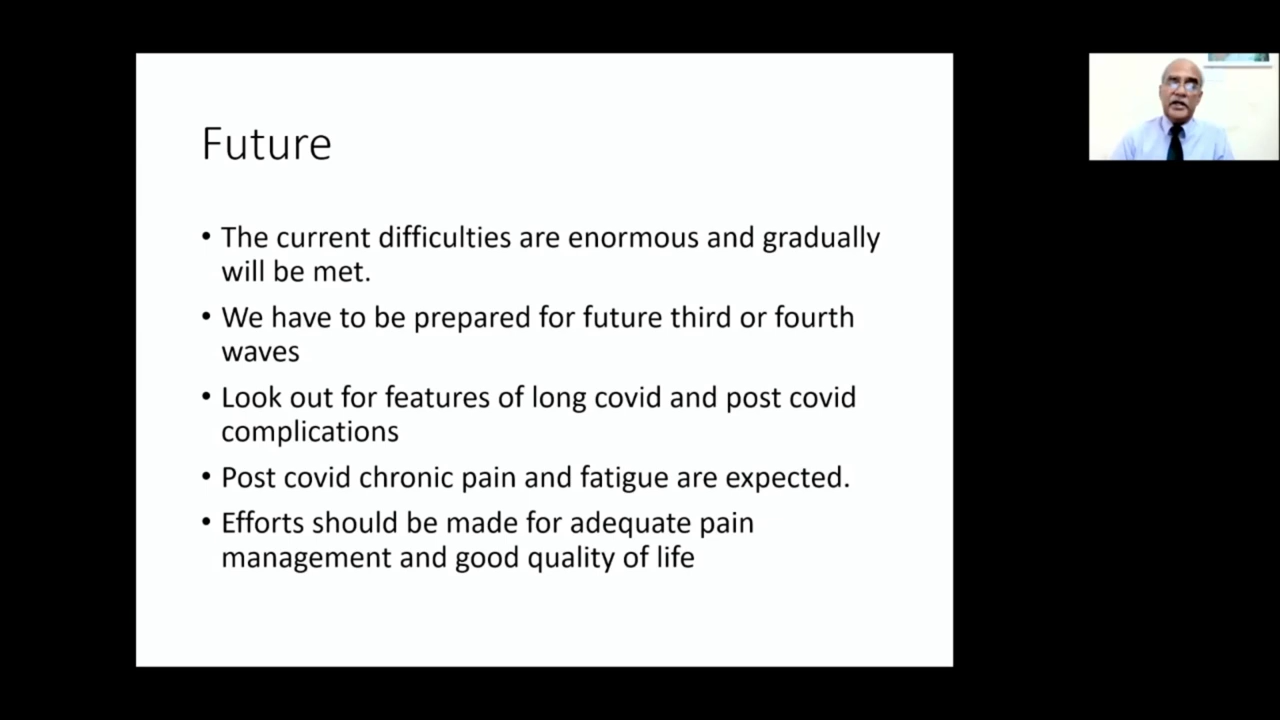 Future
• The current difficulties are enormous and gradually
will be met.
• We have to be prepared for future third or fourth
waves
• Look out for features of long covid and post covid
complications
• Post covid chronic pain and fatigue are expected.
• Efforts should be made for adequate pain
management and good quality of life